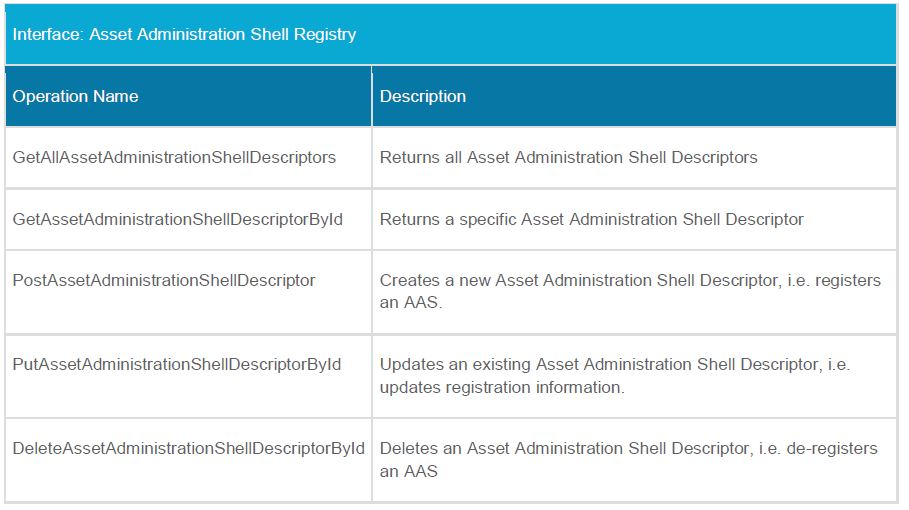 Interface: Asset Administration Shell Registry
Operation Name
Description
GetAllAssetAdministrationShellDescriptors
Returns all Asset Administration Shell Descriptors
GetAssetAdministrationShellDescriptorById
Returns a specific Asset Administration Shell Descriptor
PostAssetAdministrationShellDescriptor
Creates a new Asset Administration Shell Descriptor, i.e. registers
an AAS.
PutAssetAdministrationShellDescriptorById
Updates an existing Asset Administration Shell Descriptor, i.e.
updates registration information.
DeleteAssetAdministrationShellDescriptorById
Deletes an Asset Administration Shell Descriptor, i.e. de-registers
an AAS